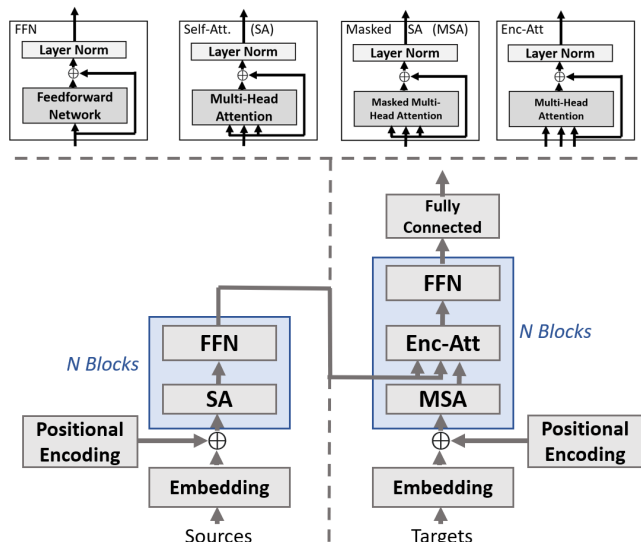 FFN
Layer Norm
Feedforward
Network
Self-Att. (SA)
Layer Norm
Multi-Head
Attention
Masked SA (MSA)
Layer Norm
Masked Multi-
Head Attention
Enc-Att
Layer Norm
Multi-Head
Attention
Fully
Connected
FFN
Enc-Att
MSA
N Blocks
FFN
SA
N Blocks
Positional
Encoding
Embedding
Sources
Positional
Encoding
Embedding
Targets